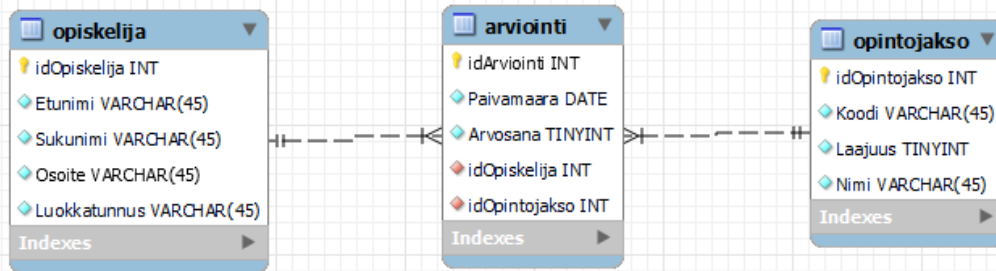 opiskelija
idOpiskelija INT
Etunimi VARCHAR(45)
Sukunimi VARCHAR(45)
Osoite VARCHAR(45)
Luokkatunnus VARCHAR(45)
Indexes
arviointi
idArviointi INT
Paivamaara DATE
Arvosana TINYINT
idOpiskelija INT
idOpintojakso INT
Indexes
opintojakso
idOpintojakso INT
Koodi VARCHAR(45)
Laajuus TINYINT
Nimi VARCHAR(45)
Indexes